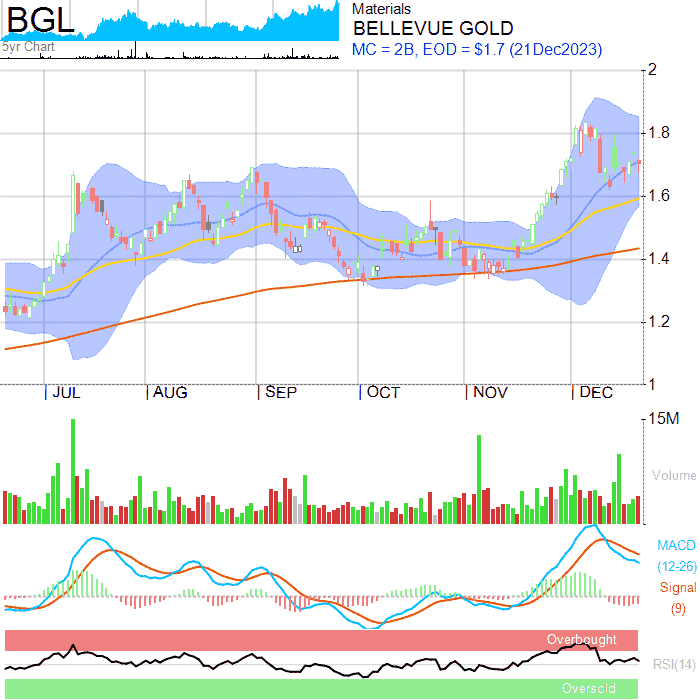 BGL
5yr Chart
Materials
BELLEVUE GOLD
MC = 2B, EOD = $1.7 (21Dec2023)
2
1.8
1.6
1.4
1.2
1
JUL AUG SEP OCT NOV DEC
15M
Volume
MACD
(12-26)
Signal
(9)
Overbought
RSI(14)
Oversold